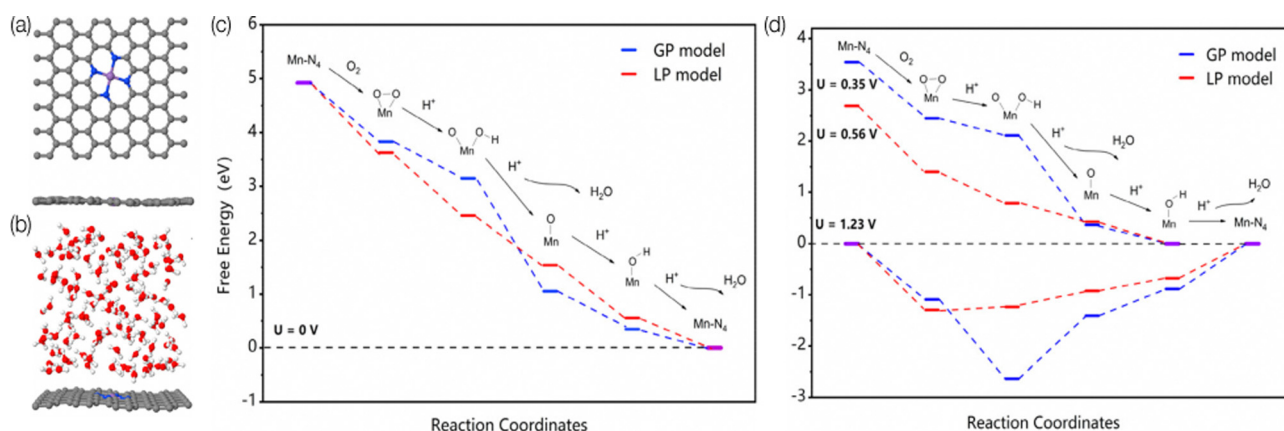 (a)
(b)
(c)
6
5
4
3
2
1
0
-1
Free Energy (eV)
Reaction Coordinates
GP model
LP model
Mn-N4
O2
O O
Mn
H+
O O H
Mn
H+
H2O
O
Mn
H+
H
O
Mn
H+
H2O
Mn-N4
U = 0 V
(d)
4
3
2
1
0
-1
-2
-3
Reaction Coordinates
GP model
LP model
Mn-N4
O2
O O
Mn
H+
O O H
Mn
H+
H2O
O
Mn
H+
H
O
Mn
H+
H2O
Mn-N4
U = 0.35 V
U = 0.56 V
U = 1.23 V